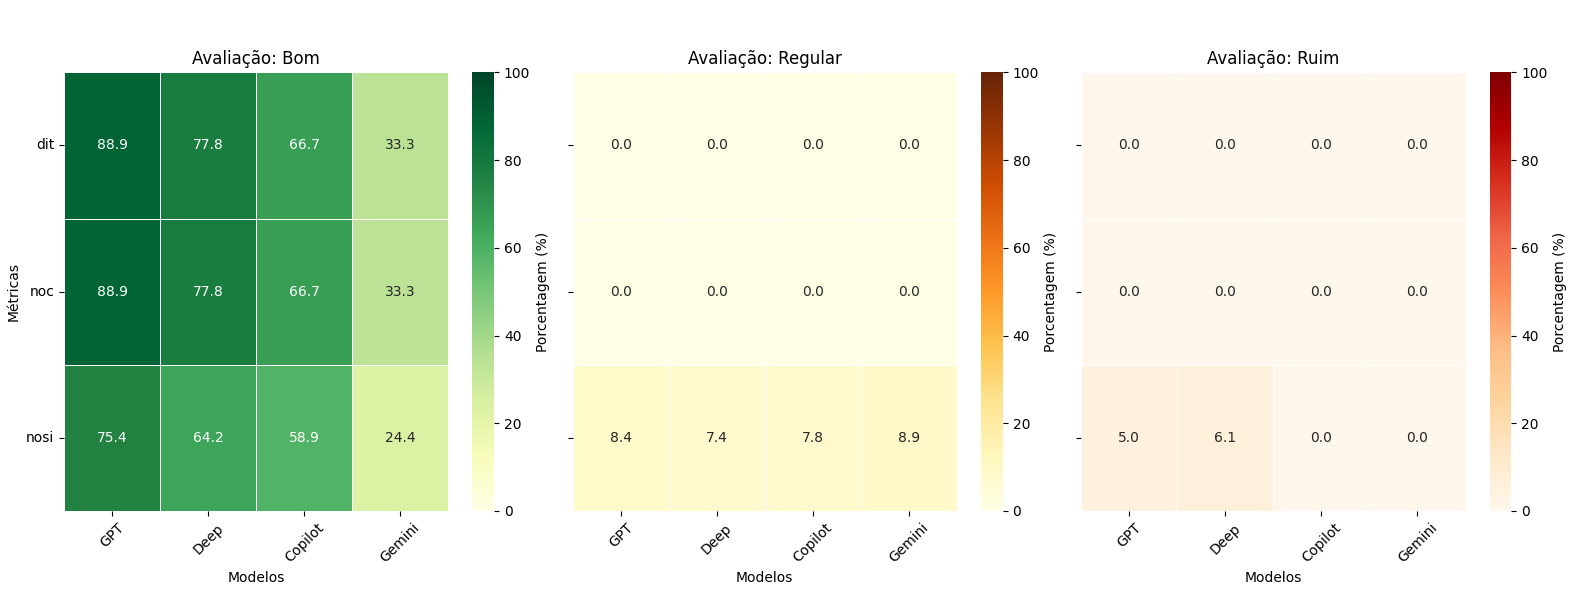 Avaliação: Bom
Métricas
dit
noc
nosi
88.9 77.8 66.7 33.3
88.9 77.8 66.7 33.3
75.4 64.2 58.9 24.4
GPT Deep Copilot Gemini
Modelos
100
80
60
40
20
0
Porcentagem (%)
Avaliação: Regular
0.0 0.0 0.0 0.0
0.0 0.0 0.0 0.0
8.4 7.4 7.8 8.9
GPT Deep Copilot Gemini
Modelos
100
80
60
40
20
0
Porcentagem (%)
Avaliação: Ruim
0.0 0.0 0.0 0.0
0.0 0.0 0.0 0.0
5.0 6.1 0.0 0.0
GPT Deep Copilot Gemini
Modelos
100
80
60
40
20
0
Porcentagem (%)